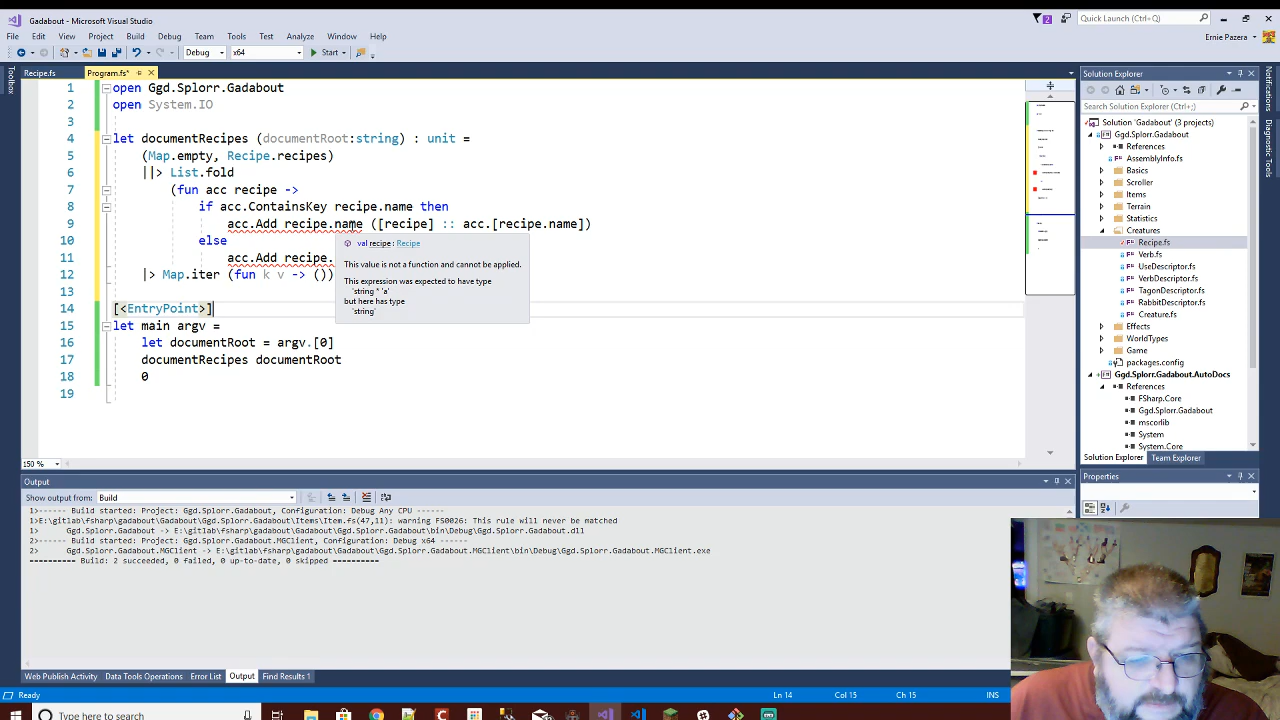 Gadabout - Microsoft Visual Studio
2
Quick Launch (Ctrl+Q)
File Edit View Project Build Debug Team Tools Test Analyze Window Help
Ernie Pazera
Debug x64 Start
Toolbox
Recipe.fs Program.fs*
1 open Ggd.Splorr.Gadabout
2 open System.IO
3
4 let documentRecipes (documentRoot:string) : unit =
5 (Map.empty, Recipe.recipes)
6 ||> List.fold
7 (fun acc recipe ->
8 if acc.ContainsKey recipe.name then
9 acc.Add recipe.name ([recipe] :: acc.[recipe.name])
10 else
11 acc.Add recipe.
12 |> Map.iter (fun k v -> ())
13
14 [<EntryPoint>]
15 let main argv =
16 let documentRoot = argv.[0]
17 documentRecipes documentRoot
18 0
19
val recipe: Recipe
This value is not a function and cannot be applied.
This expression was expected to have type
'string * 'a'
but here has type
'string'
150 %
Solution Explorer
Search Solution Explorer (Ctrl+;)
Solution 'Gadabout' (3 projects)
Ggd.Splorr.Gadabout
References
AssemblyInfo.fs
Basics
Scroller
Items
Terrain
Statistics
Creatures
Recipe.fs
Verb.fs
UseDescriptor.fs
VerbDescriptor.fs
TagonDescriptor.fs
RabbitDescriptor.fs
Creature.fs
Effects
WorldTypes
Game
packages.config
Ggd.Splorr.Gadabout.AutoDocs
References
FSharp.Core
Ggd.Splorr.Gadabout
mscorlib
System
System.Core
Solution Explorer Team Explorer
Properties
Notifications
Diagnostic Tools
Output
Show output from: Build
1>------ Build started: Project: Ggd.Splorr.Gadabout, Configuration: Debug Any CPU ------
1>E:\gitlab\fsharp\gadabout\Gadabout\Ggd.Splorr.Gadabout\Items\Item.fs(47,11): warning FS0026: This rule will never be matched
1> Ggd.Splorr.Gadabout -> E:\gitlab\fsharp\gadabout\Gadabout\Ggd.Splorr.Gadabout\bin\Debug\Ggd.Splorr.Gadabout.dll
2>------ Build started: Project: Ggd.Splorr.Gadabout.MGClient, Configuration: Debug x64 ------
2> Ggd.Splorr.Gadabout.MGClient -> E:\gitlab\fsharp\gadabout\Gadabout\Ggd.Splorr.Gadabout.MGClient\bin\Debug\Ggd.Splorr.Gadabout.MGClient.exe
========== Build: 2 succeeded, 0 failed, 0 up-to-date, 0 skipped ==========
Web Publish Activity Data Tools Operations Error List Output Find Results 1
Ready Ln 14 Col 15 Ch 15 INS
Type here to search